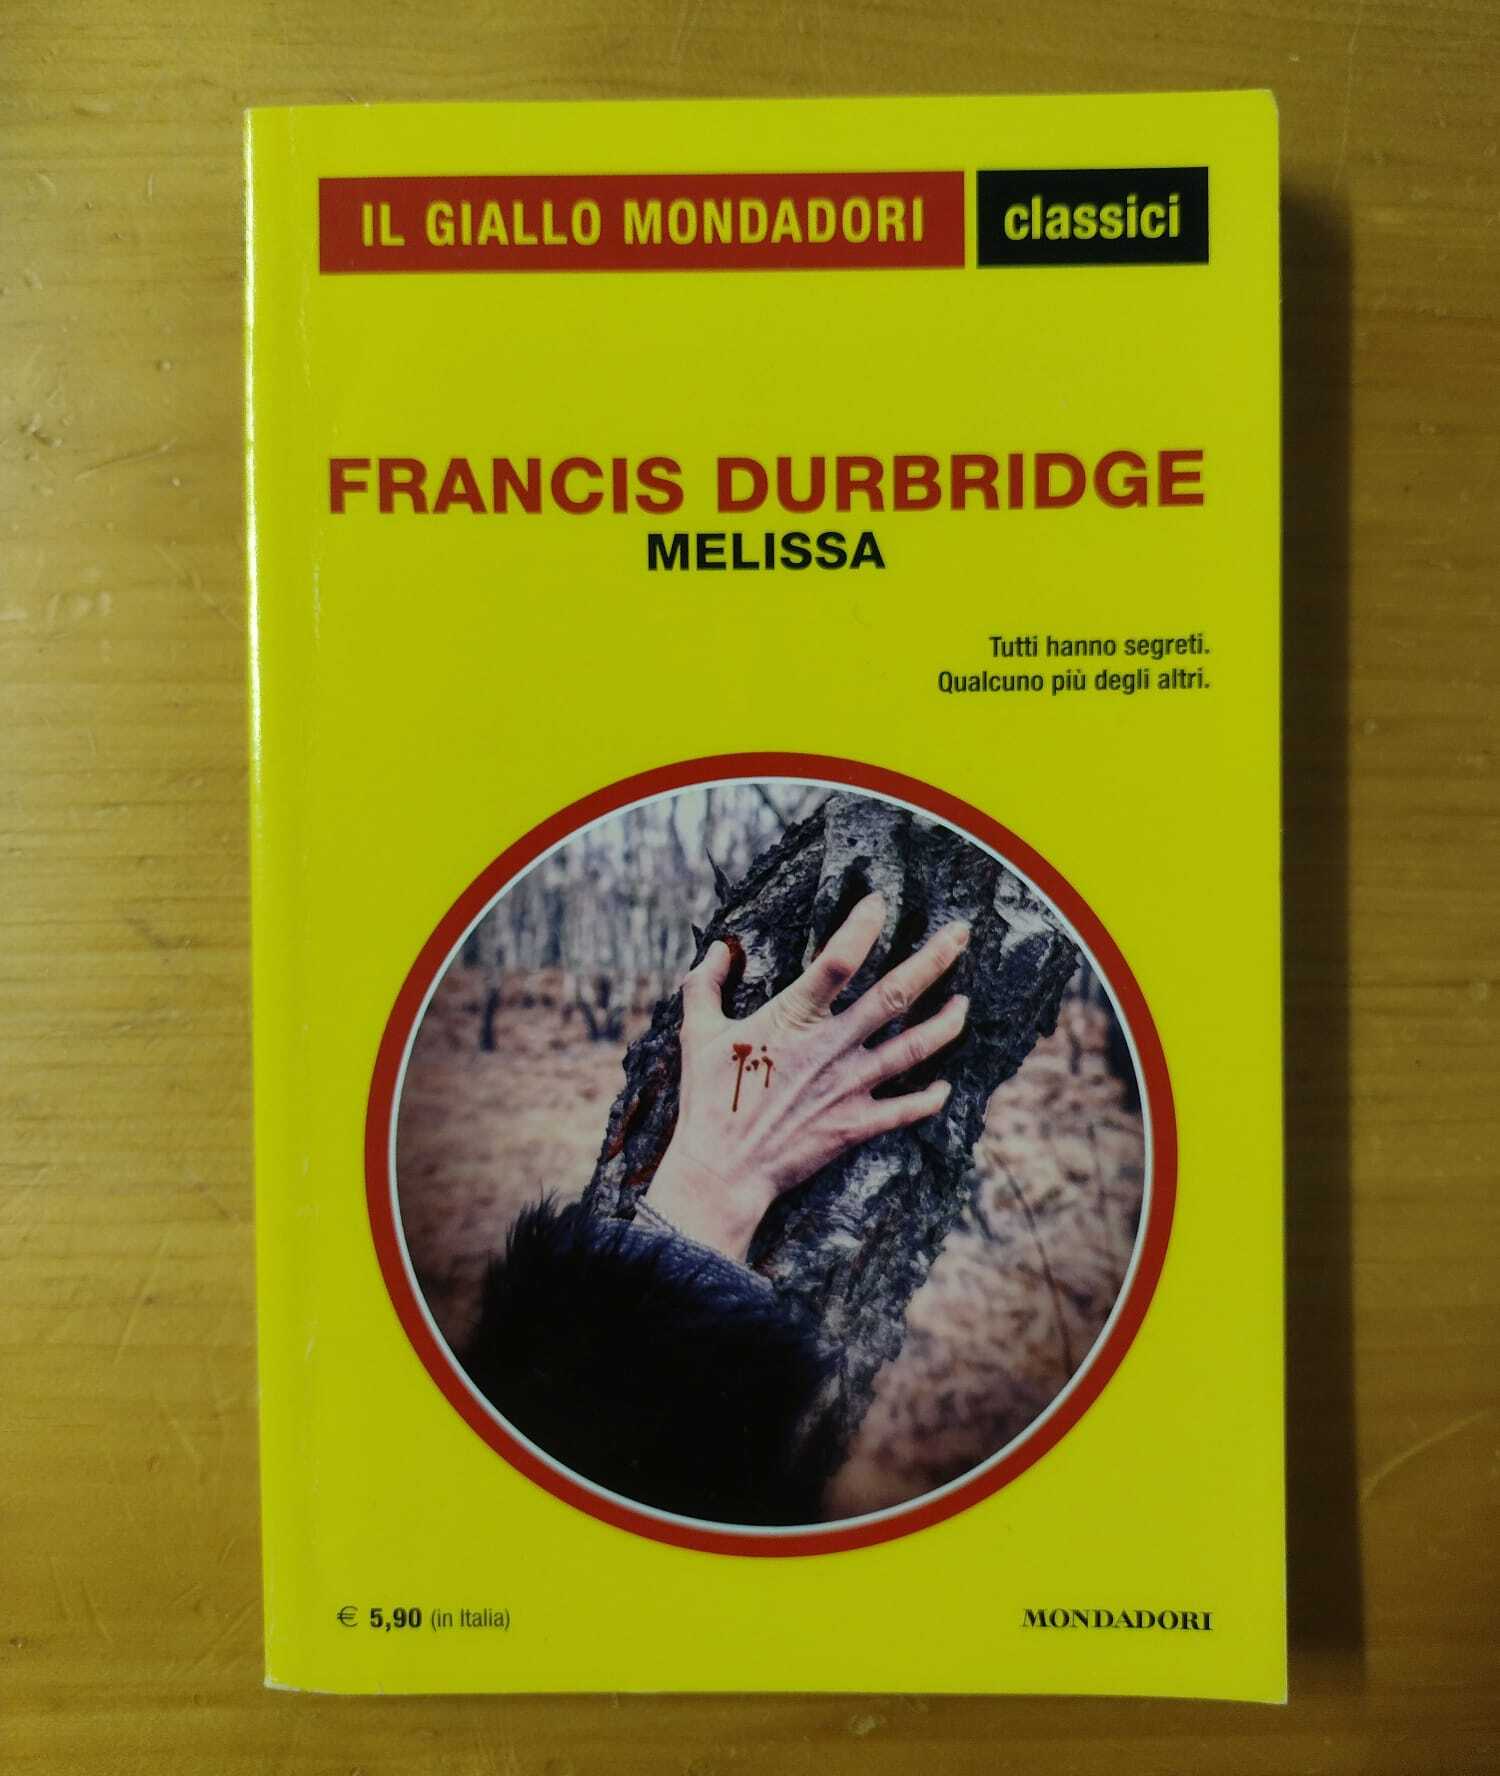 IL GIALLO MONDADORI classici
FRANCIS DURBRIDGE
MELISSA
Tutti hanno segreti.
Qualcuno più degli altri.
€ 5,90 (in Italia)
MONDADORI